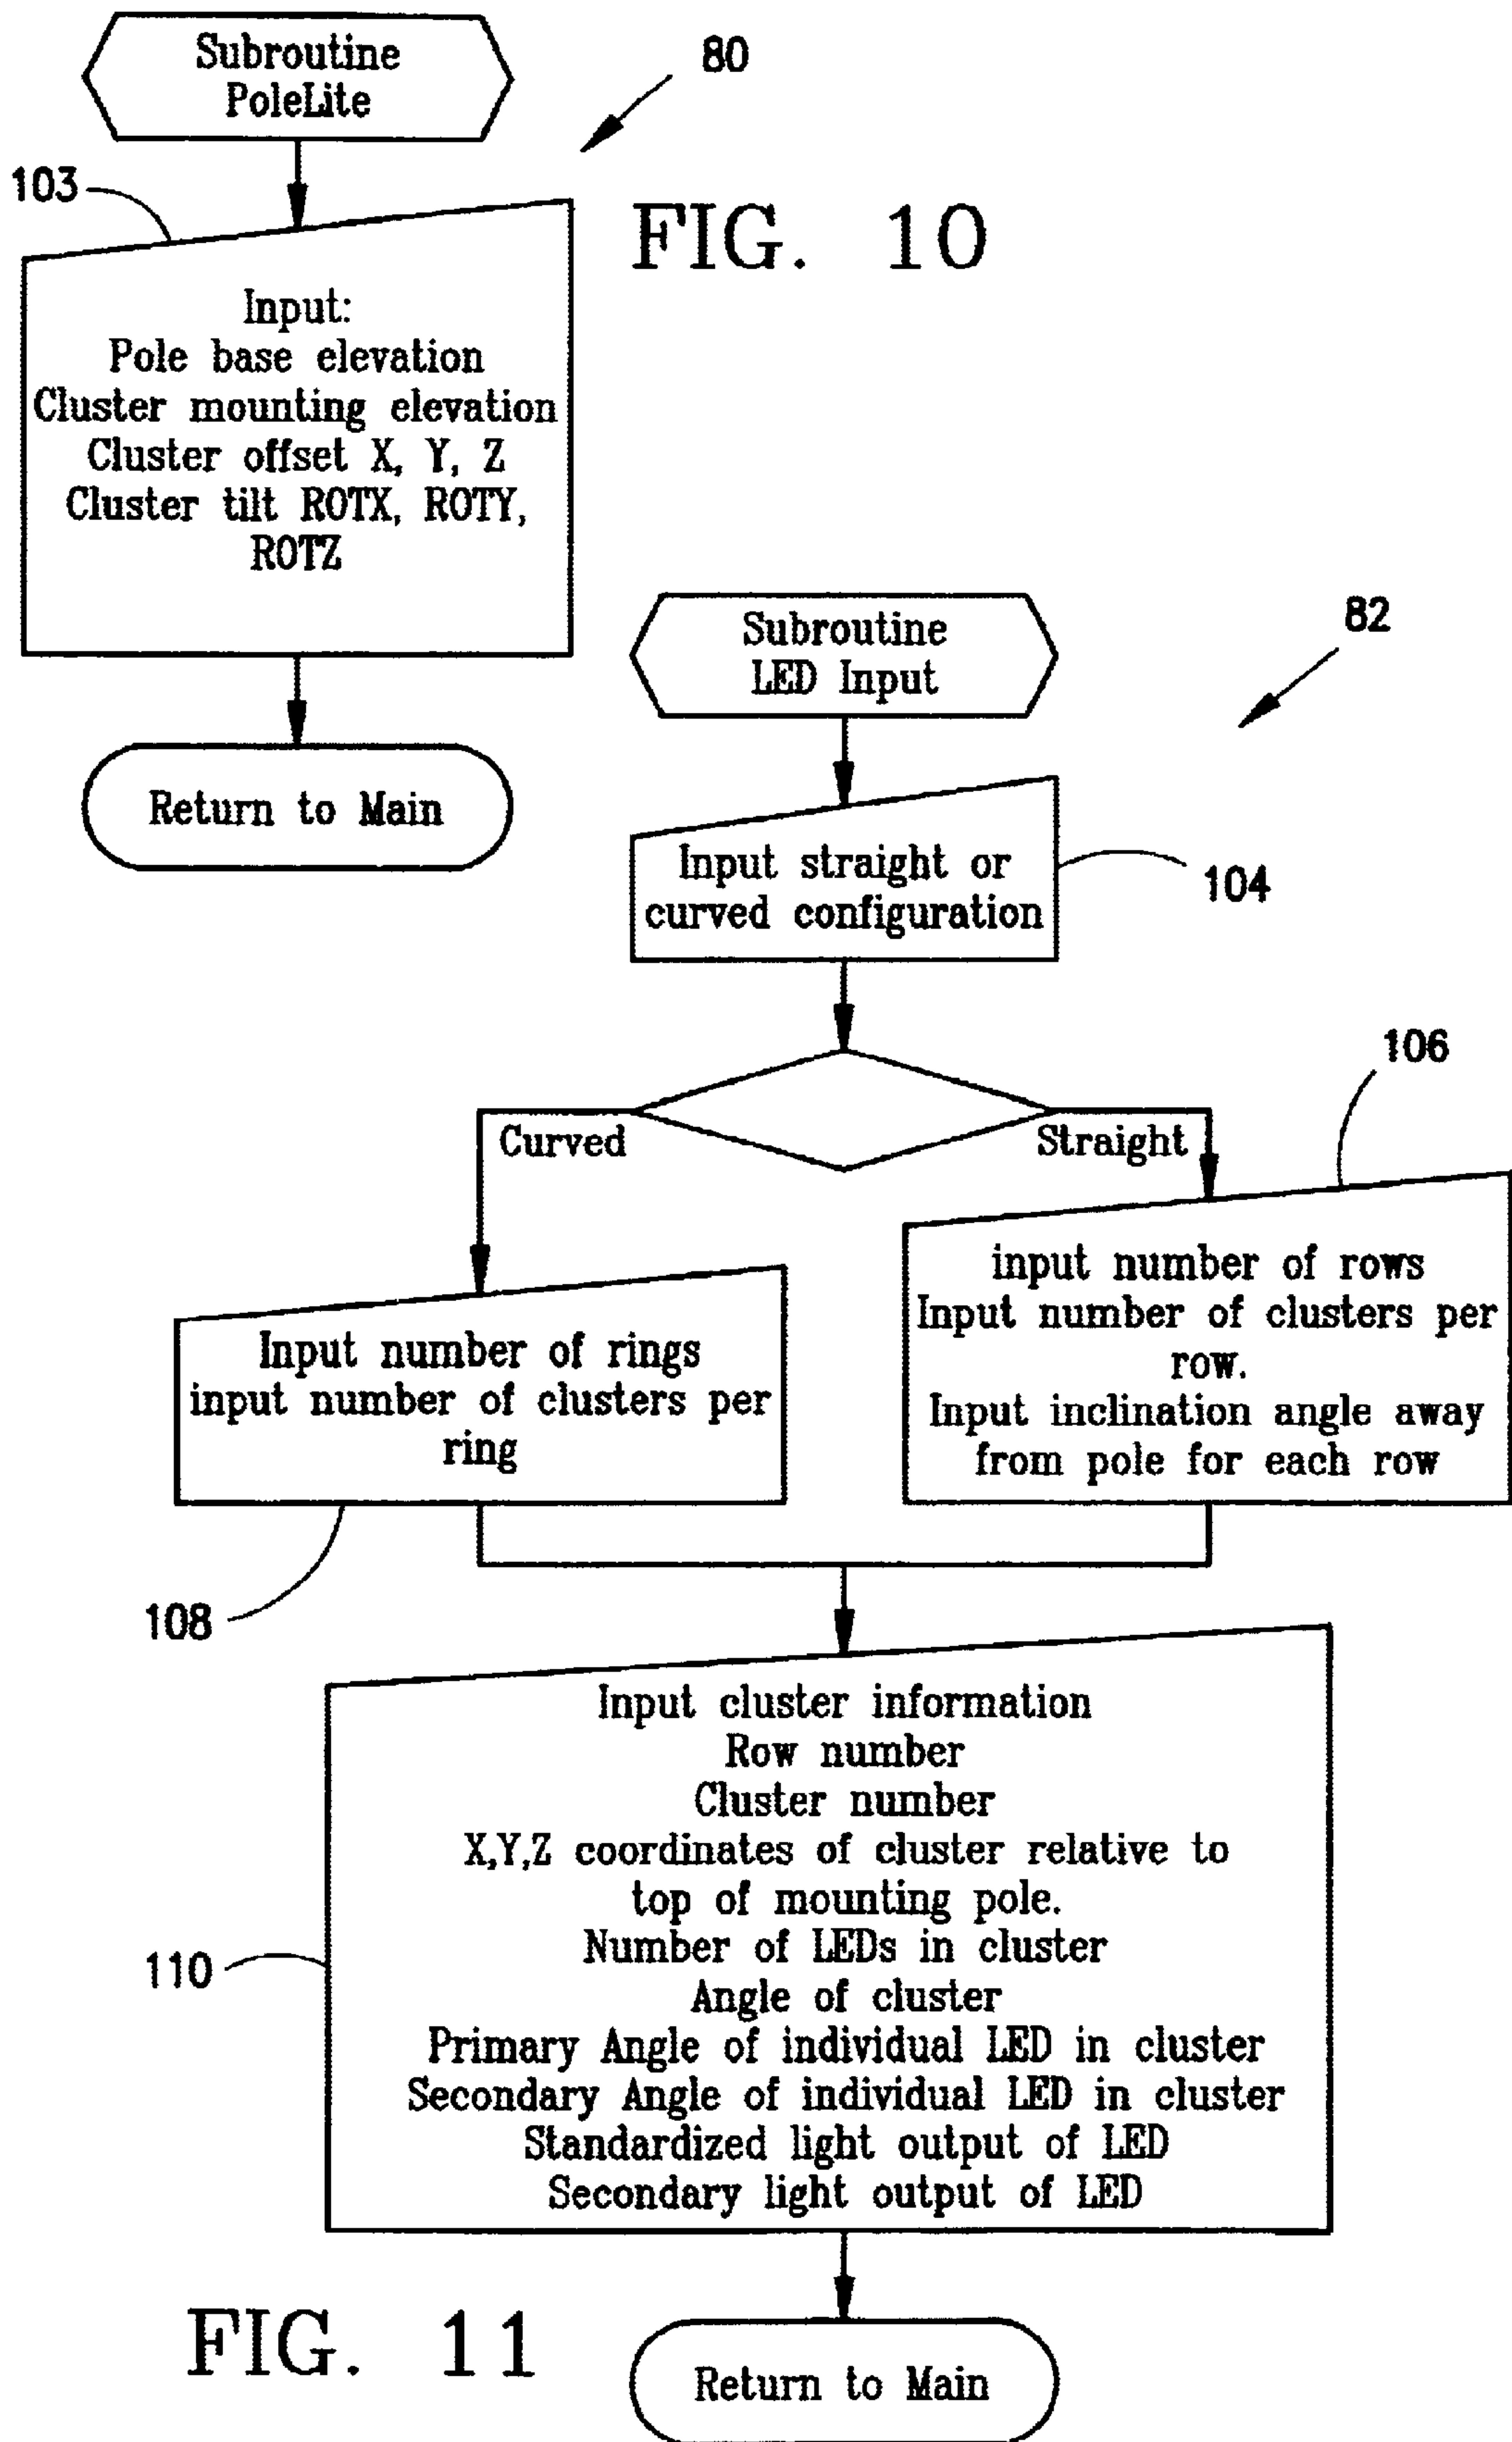 Subroutine
PoleLite
80
103
FIG. 10
Input:
Pole base elevation
Cluster mounting elevation
Cluster offset X, Y, Z
Cluster tilt ROTX, ROTY,
ROTZ
Return to Main
Subroutine
LED Input
82
Input straight or
curved configuration
104
Curved
Straight
106
input number of rows
Input number of clusters per
row.
Input inclination angle away
from pole for each row
Input number of rings
input number of clusters per
ring
108
Input cluster information
Row number
Cluster number
X,Y,Z coordinates of cluster relative to
top of mounting pole.
Number of LEDs in cluster
Angle of cluster
Primary Angle of individual LED in cluster
Secondary Angle of individual LED in cluster
Standardized light output of LED
Secondary light output of LED
110
FIG. 11
Return to Main